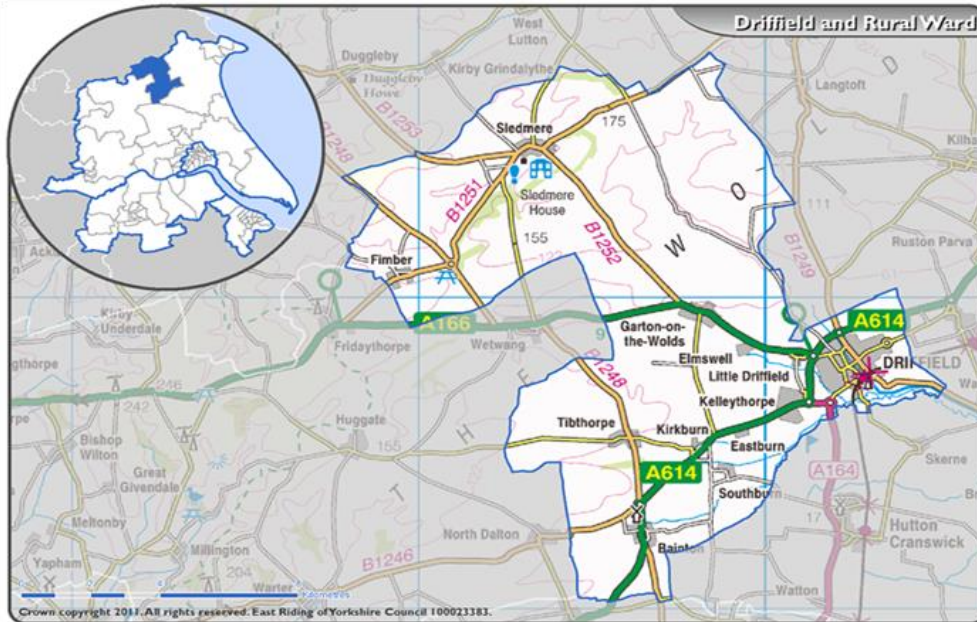 Driffield and Rural Ward
West
Lutton
Duggleby
Kirby Grindalythe
Duggleby
Howe
Langtoft
B1253
B1248
Sledmere
175
Sledmere
House
B1251
155
B1252
W
O
L
D
111
B1249
Ruston Parva
Fimber
Kirby
Underdale
A166
Fridaythorpe
Wetwang
Garton-on-
the-Wolds
A614
DRIFFIELD
Elmswell
Little Driffield
Kelleythorpe
246
242
B1248
T
H
E
Huggate
155
Tibthorpe
Kirkburn
Eastburn
Bishop
Wilton
Great
Givendale
A614
A164
Skerne
Southburn
Meltonby
Millington
North Dalton
17
Hutton
Cranswick
Bainton
Yapham
204
Warter
B1246
Watton
Kilometres
Crown copyright 2011. All rights reserved. East Riding of Yorkshire Council 100023383.